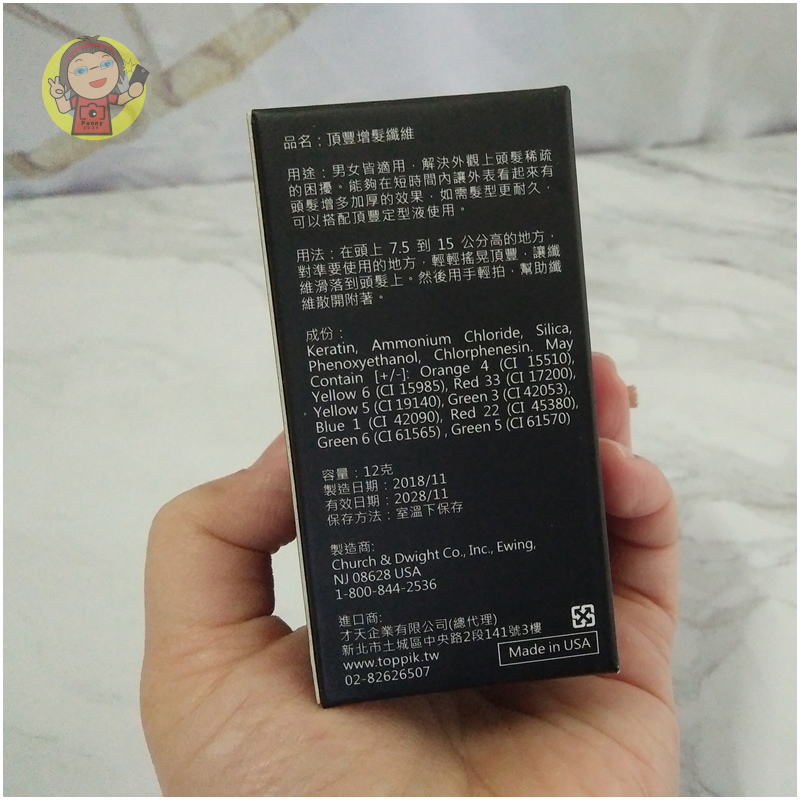 Penny
品名：頂豐增髮纖維
用途：男女皆適用，解決外觀上頭髮稀疏
的困擾。能夠在短時間內讓外表看起來有
頭髮增多加厚的效果，如需髮型更耐久，
可以搭配頂豐定型液使用。
用法：在頭上 7.5 到 15 公分高的地方，
對準要使用的地方，輕輕搖晃頂豐，讓纖
維滑落到頭髮上。然後用手輕拍，幫助纖
維散開附著。
成份：
Keratin, Ammonium Chloride, Silica,
Phenoxyethanol, Chlorphenesin. May
Contain [+/-]: Orange 4 (CI 15510),
Yellow 6 (CI 15985), Red 33 (CI 17200),
Yellow 5 (CI 19140), Green 3 (CI 42053),
Blue 1 (CI 42090), Red 22 (CI 45380),
Green 6 (CI 61565) , Green 5 (CI 61570)
容量：12克
製造日期：2018/11
有效日期：2028/11
保存方法：室溫下保存
製造商:
Church & Dwight Co., Inc., Ewing,
NJ 08628 USA
1-800-844-2536
進口商:
才天企業有限公司(總代理)
新北市土城區中央路2段141號3樓
www.toppik.tw
02-82626507
Made in USA